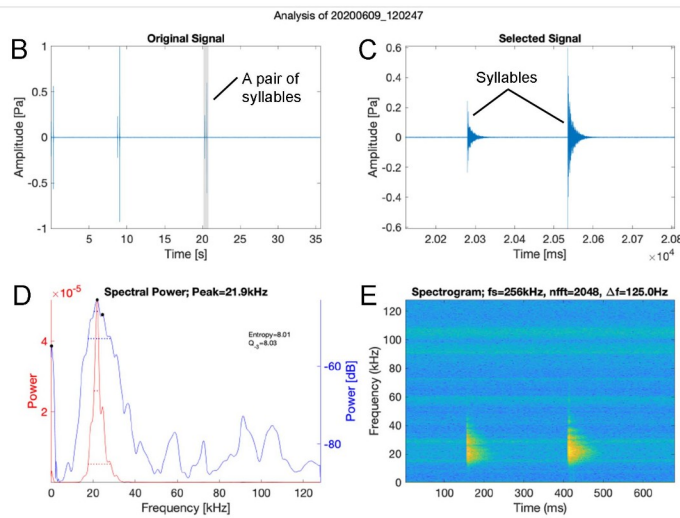 Analysis of 20200609_120247
B
Original Signal
1
0.5
0
-0.5
-1
Amplitude [Pa]
A pair of
syllables
5
10
15
20
25
30
35
Time [s]
C
Selected Signal
0.6
0.4
0.2
0
-0.2
-0.4
-0.6
Amplitude [Pa]
Syllables
2.02
2.03
2.04
2.05
2.06
2.07
2.08
×10⁴
Time [ms]
D
×10⁻⁵
Spectral Power; Peak=21.9kHz
4
2
Power
Entropy=8.01
Q₋₃=8.03
-60
-80
Power [dB]
0
20
40
60
80
100
120
Frequency [kHz]
E
Spectrogram; fs=256kHz, nfft=2048, Δf=125.0Hz
120
100
80
60
40
20
0
Frequency (kHz)
100
200
300
400
500
600
Time (ms)